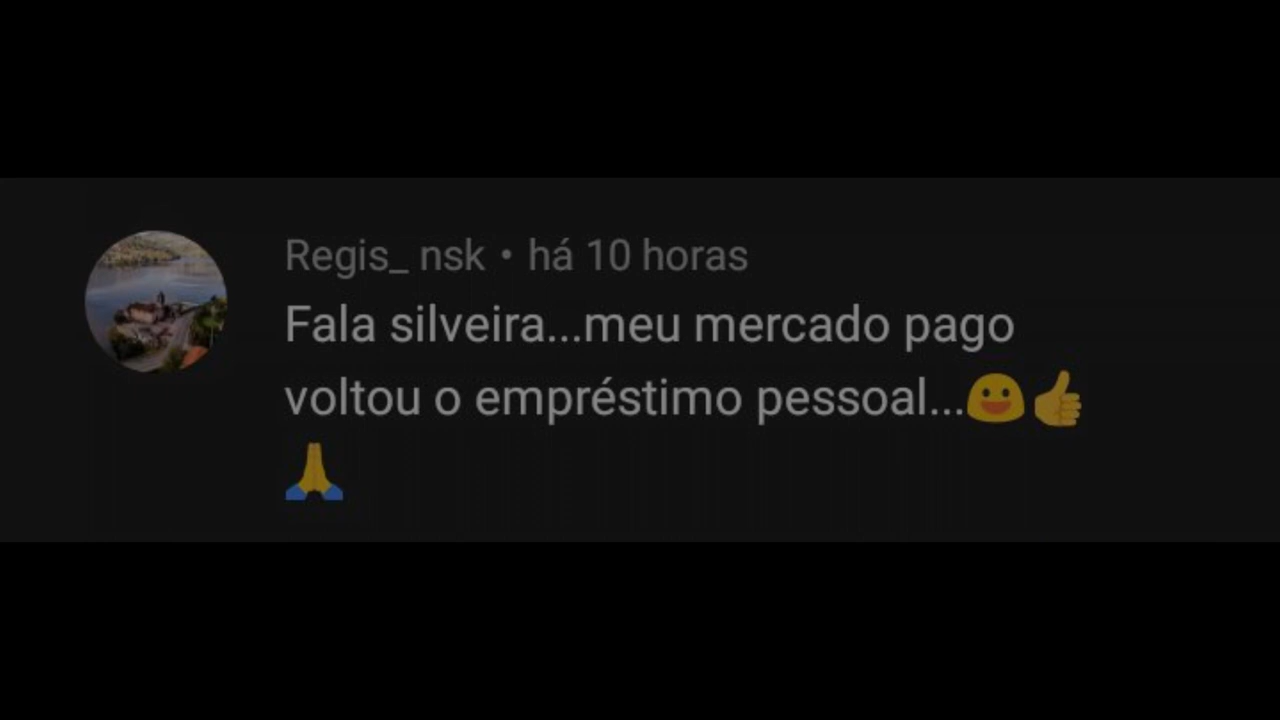 Regis_ nsk • há 10 horas
Fala silveira...meu mercado pago
voltou o empréstimo pessoal...😃👍
🙏